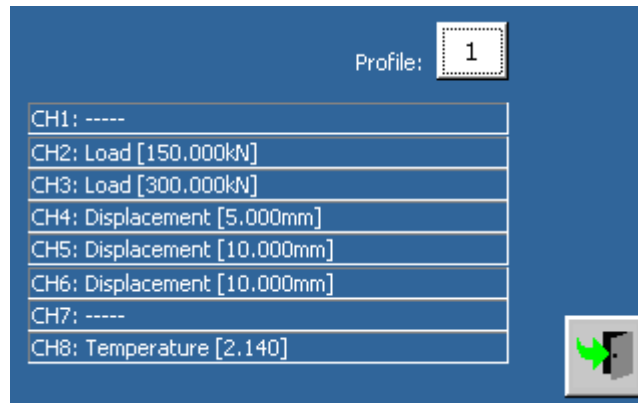 Profile: 1
CH1: -----
CH2: Load [150.000kN]
CH3: Load [300.000kN]
CH4: Displacement [5.000mm]
CH5: Displacement [10.000mm]
CH6: Displacement [10.000mm]
CH7: -----
CH8: Temperature [2.140]